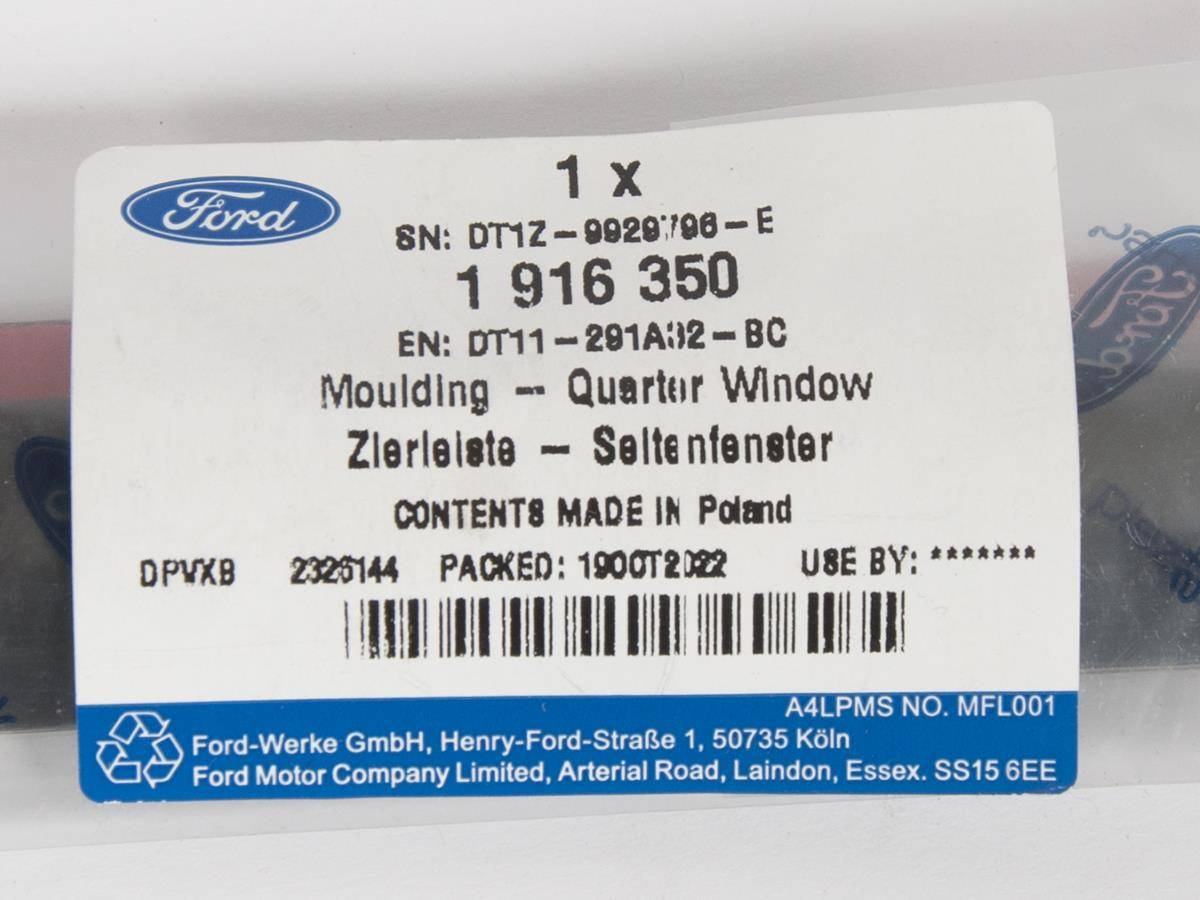 Ford
1 x
SN: DT1Z-9929796-E
1 916 350
EN: DT11-291A82-BC
Moulding - Quarter Window
Zierleiste - Seitenfenster
CONTENTS MADE IN Poland
DPVXB 2326144 PACKED: 19OCT2022 USE BY: *******
A4LPMS NO. MFL001
Ford-Werke GmbH, Henry-Ford-Straße 1, 50735 Köln
Ford Motor Company Limited, Arterial Road, Laindon, Essex. SS15 6EE
Ford